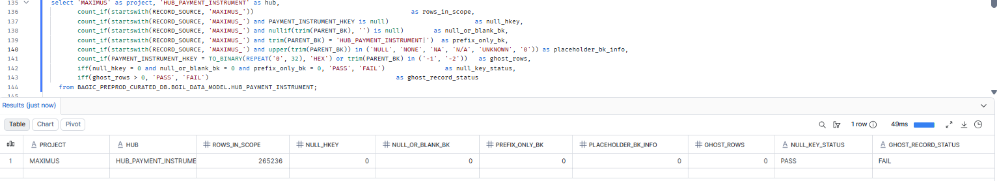 135 select 'MAXIMUS' as project, 'HUB_PAYMENT_INSTRUMENT' as hub,
136 count_if(startswith(RECORD_SOURCE, 'MAXIMUS_')) as rows_in_scope,
137 count_if(startswith(RECORD_SOURCE, 'MAXIMUS_') and PAYMENT_INSTRUMENT_HKEY is null) as null_hkey,
138 count_if(startswith(RECORD_SOURCE, 'MAXIMUS_') and nullif(trim(PARENT_BK), '') is null) as null_or_blank_bk,
139 count_if(startswith(RECORD_SOURCE, 'MAXIMUS_') and trim(PARENT_BK) = 'HUB_PAYMENT_INSTRUMENT|') as prefix_only_bk,
140 count_if(startswith(RECORD_SOURCE, 'MAXIMUS_') and upper(trim(PARENT_BK)) in ('NULL', 'NONE', 'NA', 'N/A', 'UNKNOWN', '0')) as placeholder_bk_info,
141 count_if(PAYMENT_INSTRUMENT_HKEY = TO_BINARY(REPEAT('0', 32), 'HEX') or trim(PARENT_BK) in ('-1', '-2')) as ghost_rows,
142 iff(null_hkey = 0 and null_or_blank_bk = 0 and prefix_only_bk = 0, 'PASS', 'FAIL') as null_key_status,
143 iff(ghost_rows > 0, 'PASS', 'FAIL') as ghost_record_status
144 from BAGIC_PREPROD_CURATED_DB.BGIL_DATA_MODEL.HUB_PAYMENT_INSTRUMENT;
145
Results (just now)
Table Chart Pivot 1 row 49ms
PROJECT HUB ROWS_IN_SCOPE NULL_HKEY NULL_OR_BLANK_BK PREFIX_ONLY_BK PLACEHOLDER_BK_INFO GHOST_ROWS NULL_KEY_STATUS GHOST_RECORD_STATUS
1 MAXIMUS HUB_PAYMENT_INSTRUME 265236 0 0 0 0 0 PASS FAIL